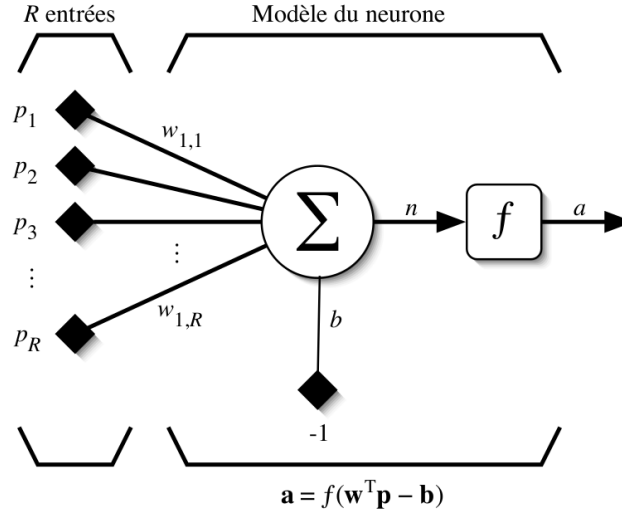 R entrées
Modèle du neurone
p1
w1,1
p2
p3
n
f
a
Σ
⋮
⋮
pR
w1,R
b
-1
a = f(wᵀp – b)